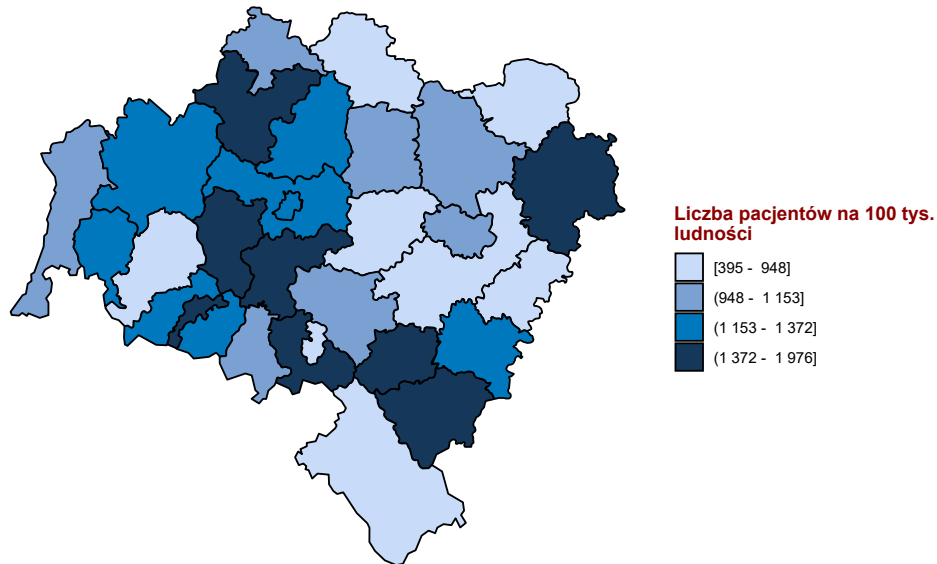 Liczba pacjentów na 100 tys.
ludności
[395 - 948]
(948 - 1 153]
(1 153 - 1 372]
(1 372 - 1 976]